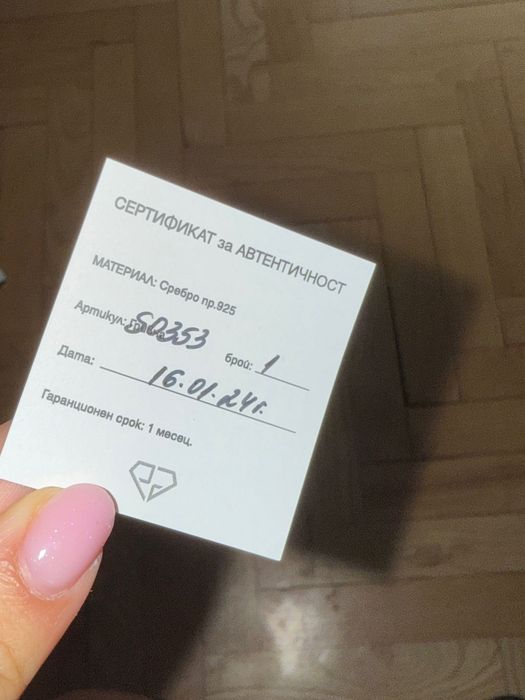 СЕРТИФИКАТ за АВТЕНТИЧНОСТ
МАТЕРИАЛ: Сребро пр.925
Артикул: S0353 брой: 1
Дата: 16.01.24г.
Гаранционен срок: 1 месец.